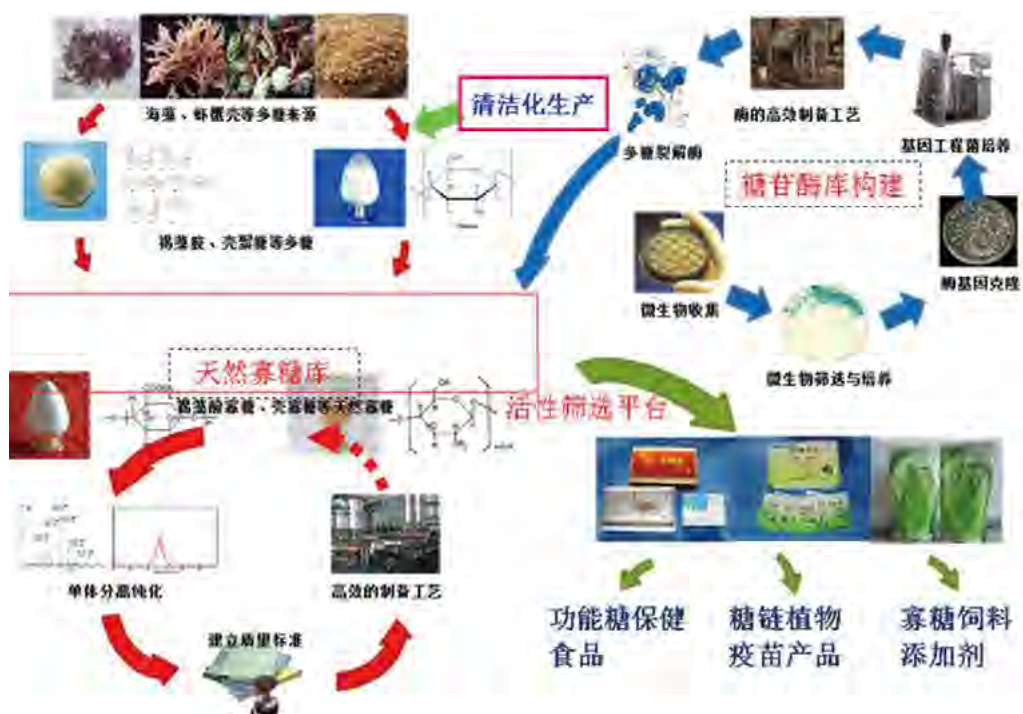 海藻、虾蟹壳等多糖来源
清洁化生产
多糖裂解酶
酶的高效制备工艺
基因工程菌培养
糖苷酶库构建
褐藻胶、壳聚糖等多糖
微生物收集
酶基因克隆
微生物筛选与培养
天然寡糖库
褐藻酸寡糖、壳寡糖等天然寡糖
活性筛选平台
单体分离纯化
高效的制备工艺
建立质量标准
功能糖保健
食品
糖链植物
疫苗产品
寡糖饲料
添加剂